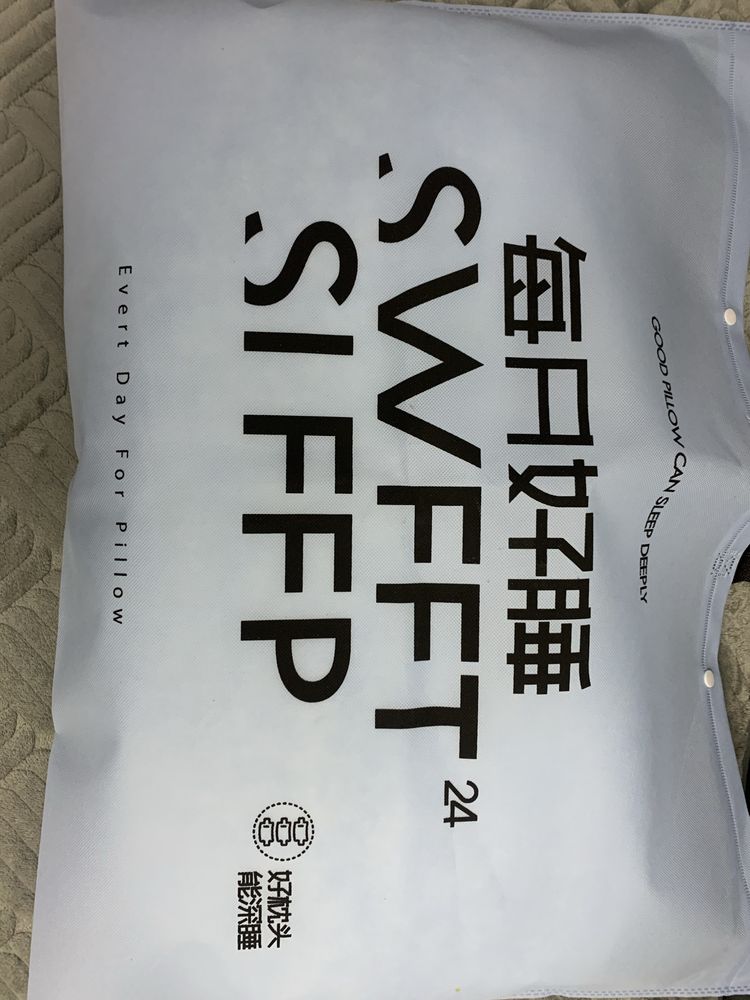 GOOD PILLOW CAN SLEEP DEEPLY
每日好睡
SWFFT 24
SIFFP
好枕头
能深睡
Evert Day For Pillow